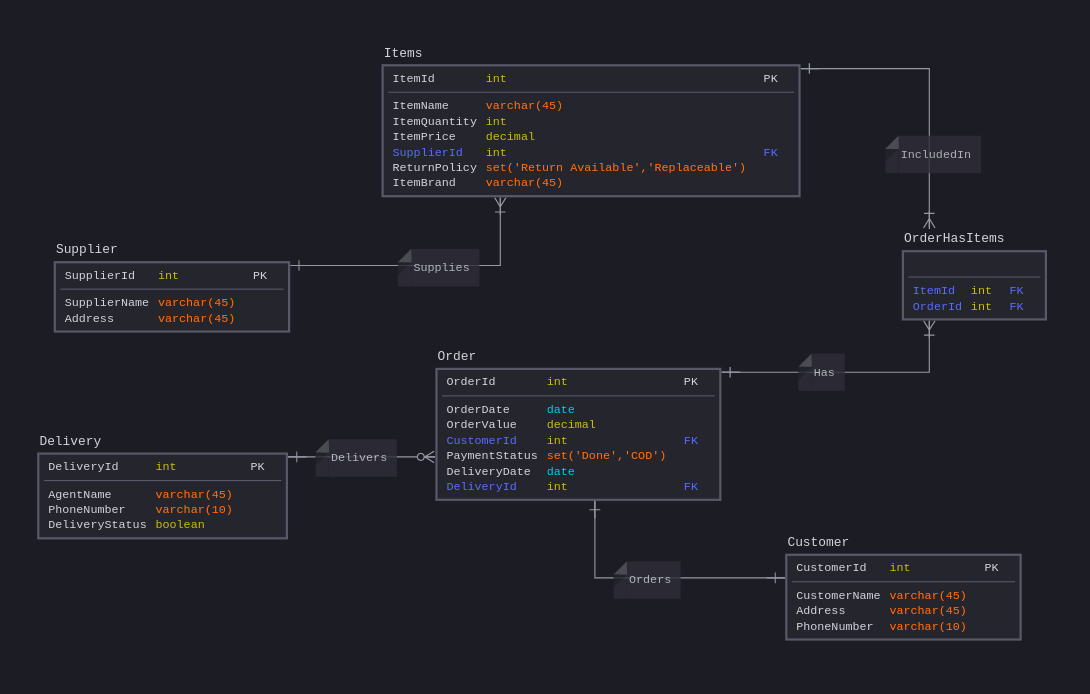 Items
ItemId int PK
ItemName varchar(45)
ItemQuantity int
ItemPrice decimal
SupplierId int FK
ReturnPolicy set('Return Available','Replaceable')
ItemBrand varchar(45)
IncludedIn
OrderHasItems
ItemId int FK
OrderId int FK
Supplier
SupplierId int PK
SupplierName varchar(45)
Address varchar(45)
Supplies
Order
OrderId int PK
OrderDate date
OrderValue decimal
CustomerId int FK
PaymentStatus set('Done','COD')
DeliveryDate date
DeliveryId int FK
Has
Delivery
DeliveryId int PK
AgentName varchar(45)
PhoneNumber varchar(10)
DeliveryStatus boolean
Delivers
Orders
Customer
CustomerId int PK
CustomerName varchar(45)
Address varchar(45)
PhoneNumber varchar(10)